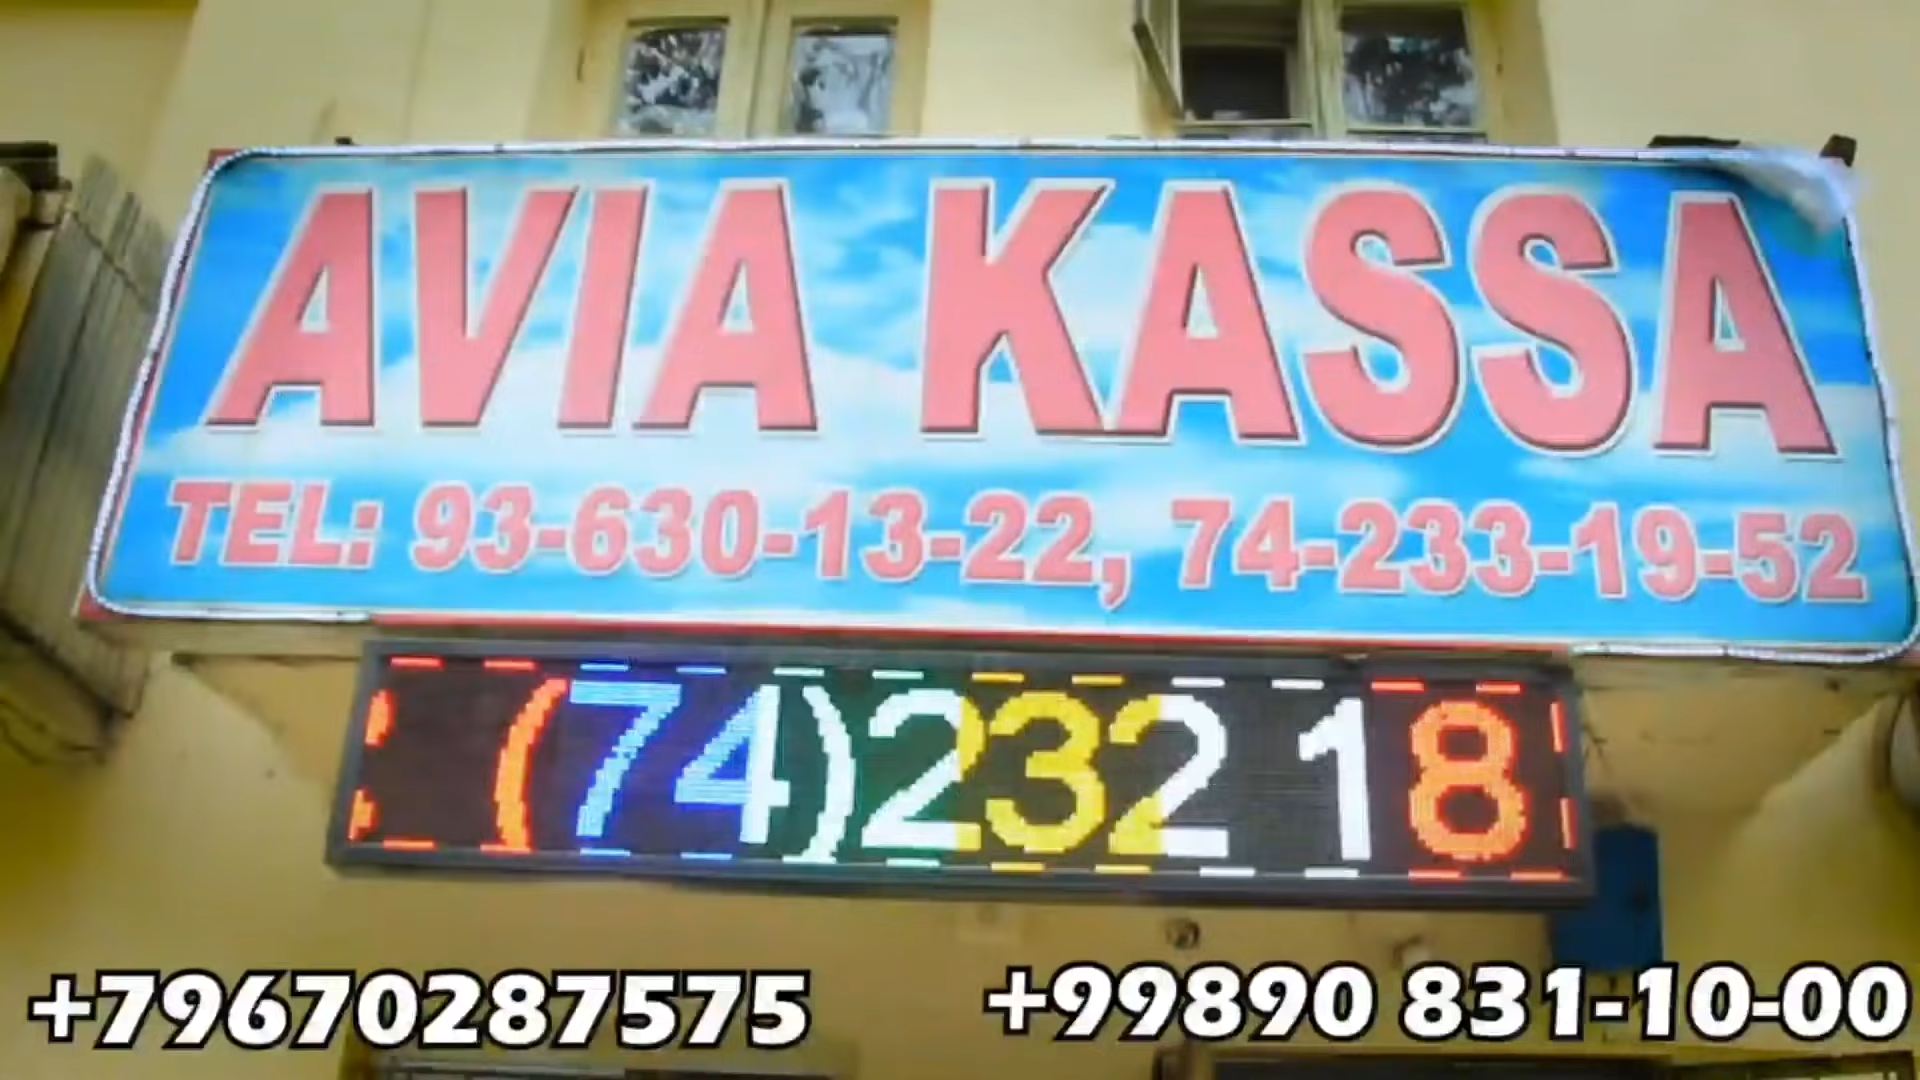 AVIA KASSA
TEL: 93-630-13-22, 74-233-19-52
(74)232 18
+79670287575 +99890 831-10-00